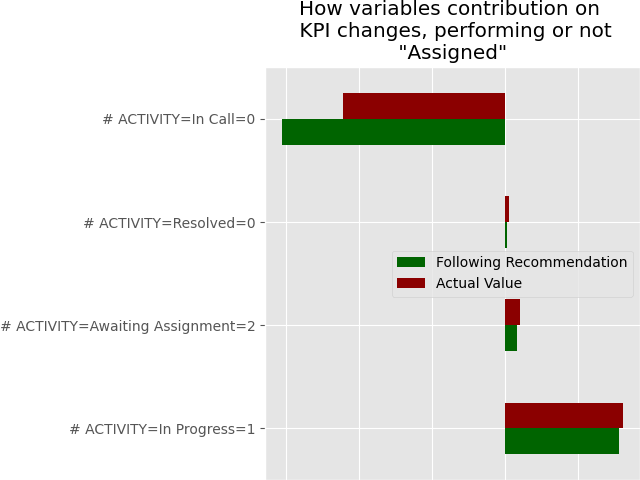 How variables contribution on
KPI changes, performing or not
"Assigned"
# ACTIVITY=In Call=0
# ACTIVITY=Resolved=0
Following Recommendation
Actual Value
# ACTIVITY=Awaiting Assignment=2
# ACTIVITY=In Progress=1